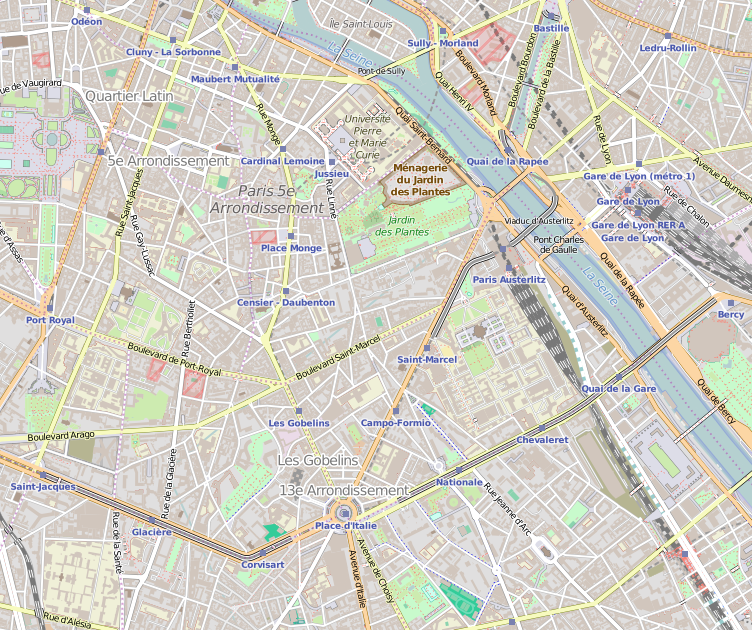 Odéon
Île Saint-Louis
Bastille
Cluny - La Sorbonne
La Seine
Sully - Morland
Ledru-Rollin
Maubert Mutualité
Pont de Sully
Boulevard Morland
Boulevard Bourdon
Boulevard de la Bastille
ue de Vaugirard
Quai Henri IV
Quartier Latin
Rue Monge
Université
Pierre
et Marie
Curie
Quai Saint-Bernard
Rue de Lyon
5e Arrondissement
Cardinal Lemoine
Jussieu
Quai de la Rapée
Ménagerie
du Jardin
des Plantes
Gare de Lyon (métro 1)
Avenue Daumesn
Rue Saint-Jacques
Paris 5e
Arrondissement
Rue Linné
Gare de Lyon
Rue de Chalon
Jardin
des Plantes
Viaduc d'Austerlitz
Gare de Lyon RER A
Gare de Lyon
Rue Gay-Lussac
Place Monge
Pont Charles
de Gaulle
e d'Assas
La Seine
Quai de la Rapée
Paris Austerlitz
Censier - Daubenton
Quai d'Austerlitz
Port Royal
Bercy
Rue Berthollet
Boulevard de Port-Royal
Boulevard Saint-Marcel
Saint-Marcel
Quai de la Gare
Quai de Bercy
Les Gobelins
Campo-Formio
Boulevard Arago
Chevaleret
Les Gobelins
Saint-Jacques
Rue de la Glacière
13e Arrondissement
Nationale
Rue Jeanne d'Arc
Rue de la Santé
Glacière
Place d'Italie
Corvisart
Avenue d'Italie
Avenue de Choisy
Rue d'Alésia